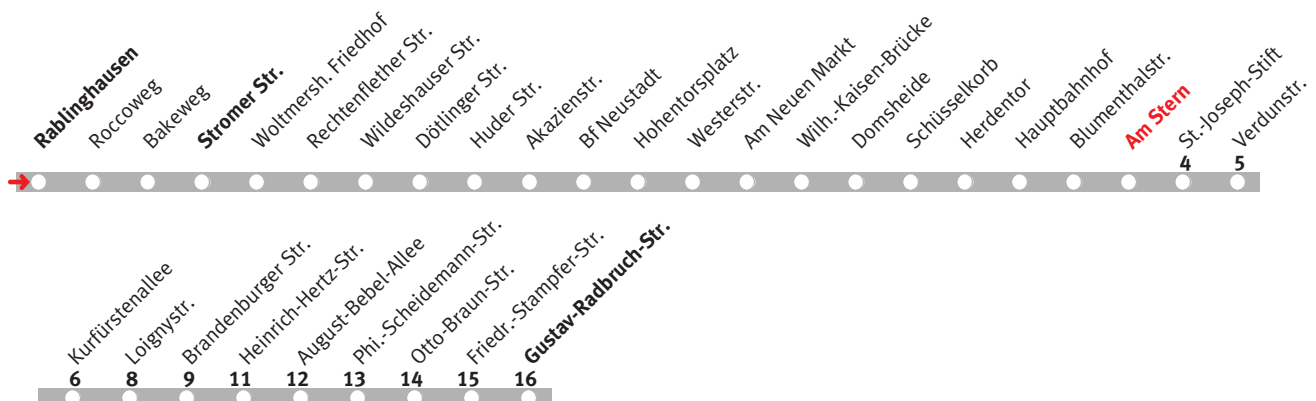 Rablinghausen
Roccoweg
Bakeweg
Stromer Str.
Woltmersh. Friedhof
Rechtenflether Str.
Wildeshauser Str.
Dötlinger Str.
Huder Str.
Akazienstr.
Bf Neustadt
Hohentorsplatz
Westerstr.
Am Neuen Markt
Wilh.-Kaisen-Brücke
Domsheide
Schüsselkorb
Herdentor
Hauptbahnhof
Blumenthalstr.
Am Stern
St.-Joseph-Stift
4
Verdunstr.
5
Kurfürstenallee
6
Loignystr.
8
Brandenburger Str.
9
Heinrich-Hertz-Str.
11
August-Bebel-Allee
12
Phi.-Scheidemann-Str.
13
Otto-Braun-Str.
14
Friedr.-Stampfer-Str.
15
Gustav-Radbruch-Str.
16